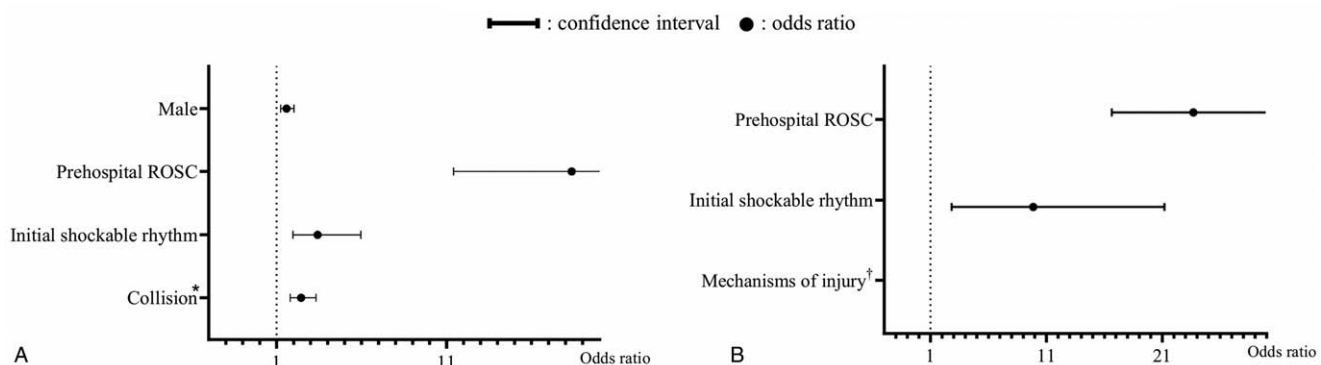 : confidence interval : odds ratio
Male
Prehospital ROSC
Initial shockable rhythm
Collision*
1 11 Odds ratio
A
Prehospital ROSC
Initial shockable rhythm
Mechanisms of injury†
1 11 21 Odds ratio
B